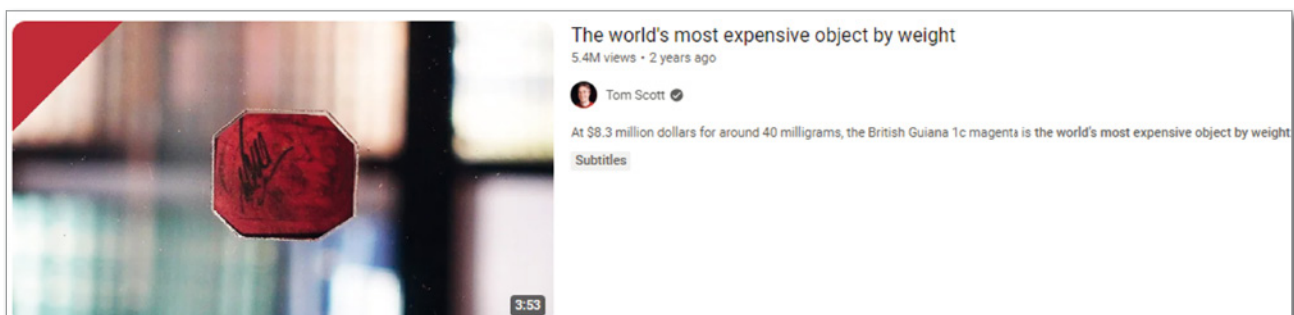 The world's most expensive object by weight
5.4M views • 2 years ago
Tom Scott
At $8.3 million dollars for around 40 milligrams, the British Guiana 1c magenta is the world's most expensive object by weight
Subtitles
3:53